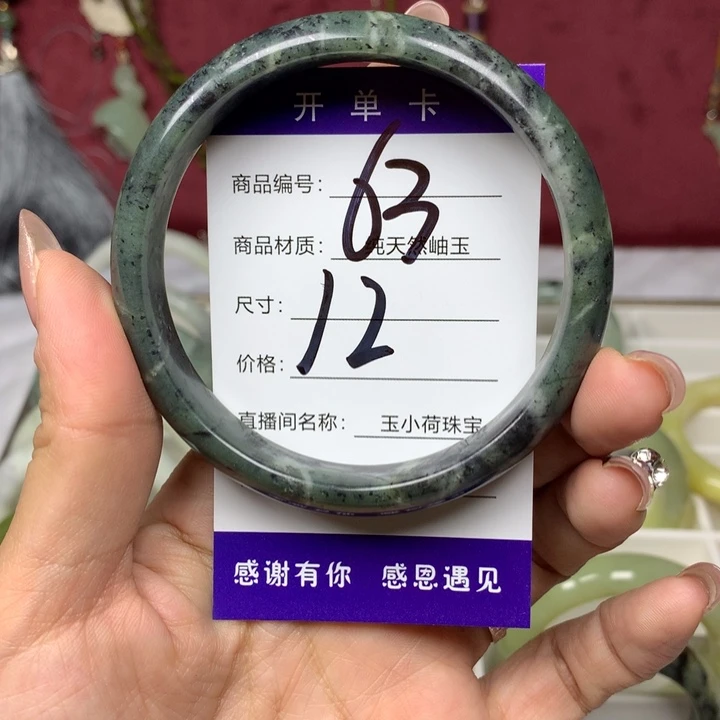 开单卡
商品编号：
63
商品材质：纯天然岫玉
尺寸：
12
价格：
直播间名称：玉小荷珠宝
感谢有你 感恩遇见